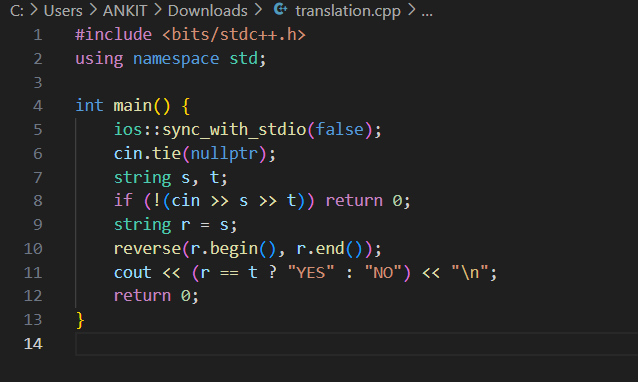 C: > Users > ANKIT > Downloads > translation.cpp > ...
1 #include <bits/stdc++.h>
2 using namespace std;
3
4 int main() {
5     ios::sync_with_stdio(false);
6     cin.tie(nullptr);
7     string s, t;
8     if (!(cin >> s >> t)) return 0;
9     string r = s;
10     reverse(r.begin(), r.end());
11     cout << (r == t ? "YES" : "NO") << "\n";
12     return 0;
13 }
14